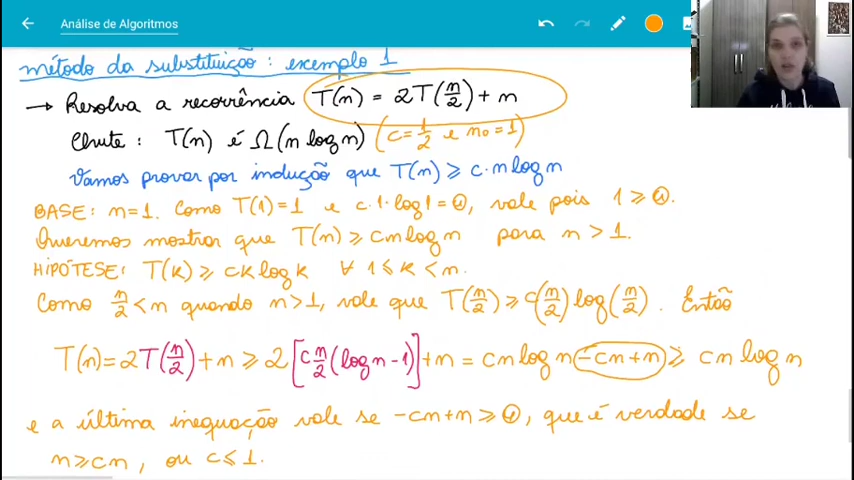 Análise de Algoritmos
método da substituição: exemplo 1
→ Resolva a recorrência T(n) = 2T(n/2) + n
Chute: T(n) é Ω(n log n) (c = 1/2 e n₀ = 1)
Vamos provar por indução que T(n) ⩾ c·n log n
BASE: n=1. Como T(1)=1 e c·1·log 1 = 0, vale pois 1 ⩾ 0.
Queremos mostrar que T(n) ⩾ cn log n para n > 1.
HIPÓTESE: T(k) ⩾ ck log k ∀ 1 ⩽ k < n.
Como n/2 < n quando n > 1, vale que T(n/2) ⩾ c(n/2) log(n/2). Então
T(n) = 2T(n/2) + n ⩾ 2[c n/2 (log n - 1)] + n = cn log n - cn + n ⩾ cn log n
e a última inequação vale se -cn + n ⩾ 0, que é verdade se
n ⩾ cn, ou c ⩽ 1.